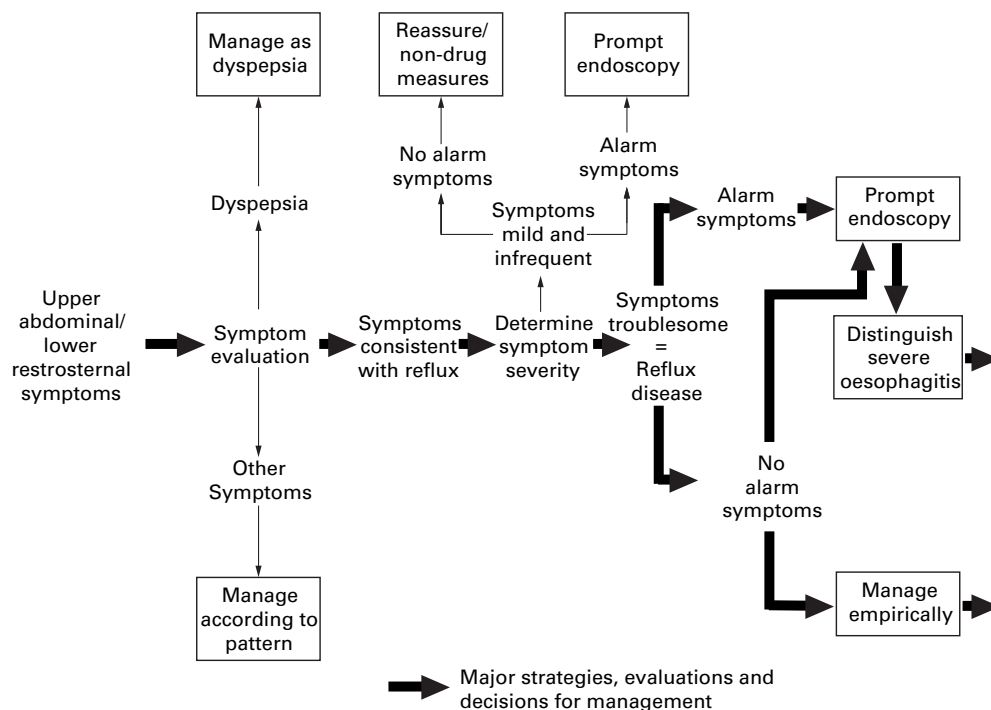 Manage as
dyspepsia
Reassure/
non-drug
measures
Prompt
endoscopy
No alarm
symptoms
Alarm
symptoms
Dyspepsia
Symptoms
mild and
infrequent
Alarm
symptoms
Prompt
endoscopy
Upper
abdominal/
lower
restrosternal
symptoms
Symptom
evaluation
Symptoms
consistent
with reflux
Determine
symptom
severity
Symptoms
troublesome
=
Reflux
disease
Distinguish
severe
oesophagitis
Other
Symptoms
No
alarm
symptoms
Manage
according to
pattern
Manage
empirically
Major strategies, evaluations and
decisions for management